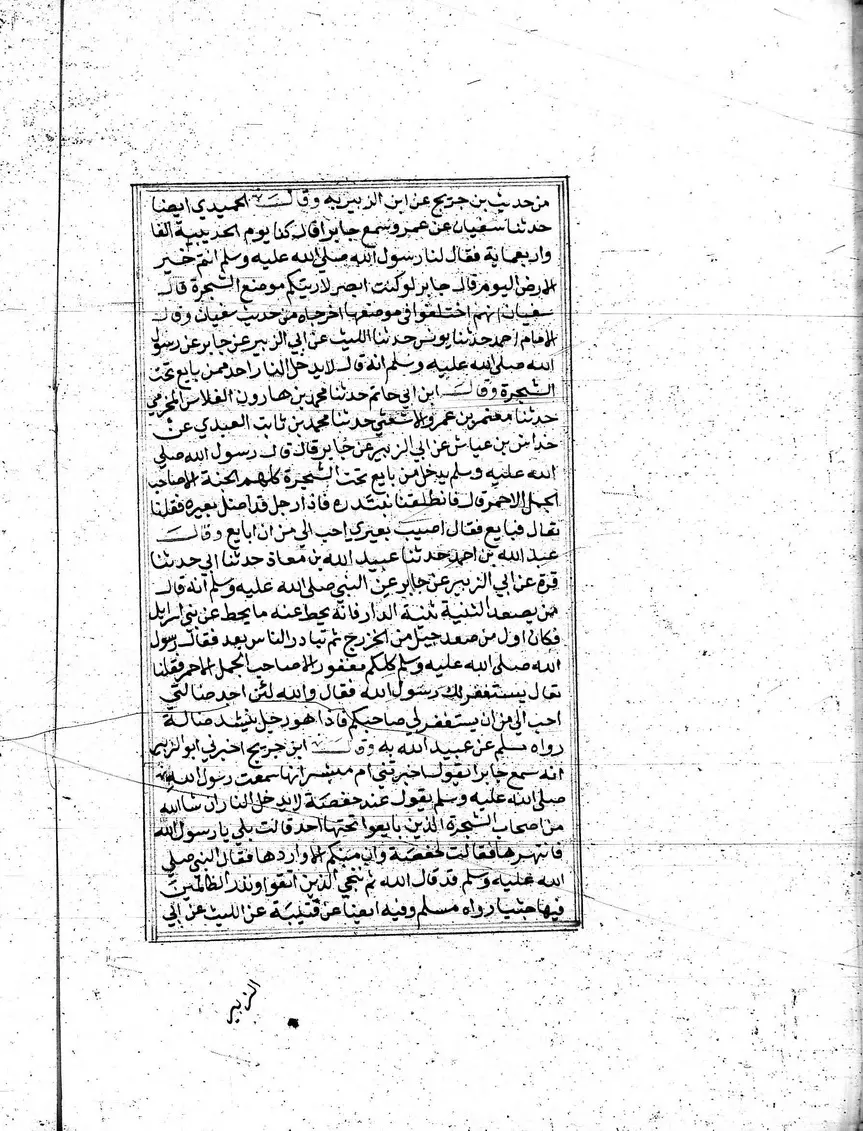 من حديث بن جريج عن ابن الزبير به وقال الحميدي ايضا
حدثنا سفيان عن عمرو سمع جابرا قال كنا يوم الحديبية الفا
واربعماية فقال لنا رسول الله صلى الله عليه وسلم انتم خير
الارض اليوم قال جابر لو كنت ابصر لاريتكم موضع الشجرة قال
سفيان انهم اختلفوا في موضعها اخرجاه من حديث سفيان وقال
الامام احمد حدثنا يونس حدثنا الليث عن ابي الزبير عن جابر عن رسول
الله صلى الله عليه وسلم انه قال لا يدخل النار احد ممن بايع تحت
الشجرة وقال ابن ابي حاتم حدثنا محمد بن هارون الفلاس المخرمي
حدثنا معتمر بن عمرو الاشعثي حدثنا محمد بن ثابت العبدي عن
خداش بن عياش عن ابي الزبير عن جابر قال قال رسول الله صلى
الله عليه وسلم يدخل من بايع تحت الشجرة كلهم الجنة الا صاحب
الجمل الاحمر قال فانطلقنا نبتدره فاذا رجل قد اضل بعيره فقلنا
تعال فبايع فقال اصيب بعيري احب الي من ان ابايع وقال
عبد الله بن احمد حدثنا عبيد الله بن معاذ حدثنا ابي حدثنا
قرة عن ابي الزبير عن جابر عن النبي صلى الله عليه وسلم انه قال
من يصعد الثنية ثنية المرار فانه يحط عنه ما يحط عن بني اسرايل
فكان اول من صعد خيل من الخزرج ثم تبادر الناس بعد فقال رسول
الله صلى الله عليه وسلم كلكم مغفور الا صاحب الجمل الاحمر فقلنا
تعال يستغفر لك رسول الله فقال والله لئن اجد ضالتي
احب الي من ان يستغفر لي صاحبكم فاذا هو رجل ينشد ضالة
رواه مسلم عن عبيد الله به وقال ابن جريج اخبرني ابو الزبير
انه سمع جابرا يقول اخبرتني ام مبشر انها سمعت رسول الله
صلى الله عليه وسلم يقول عند حفصة لا يدخل النار ان شا الله
من اصحاب الشجرة الذين بايعوا تحتها احد قالت بلى يا رسول الله
فانتهرها فقالت حفصة وان منكم الا واردها فقال النبي صلى
الله عليه وسلم قد قال الله ثم ننجي الذين اتقوا ونذر الظالمين
فيها جثيا رواه مسلم وفيه ايضا عن قتيبة عن الليث عن ابي
الزبير